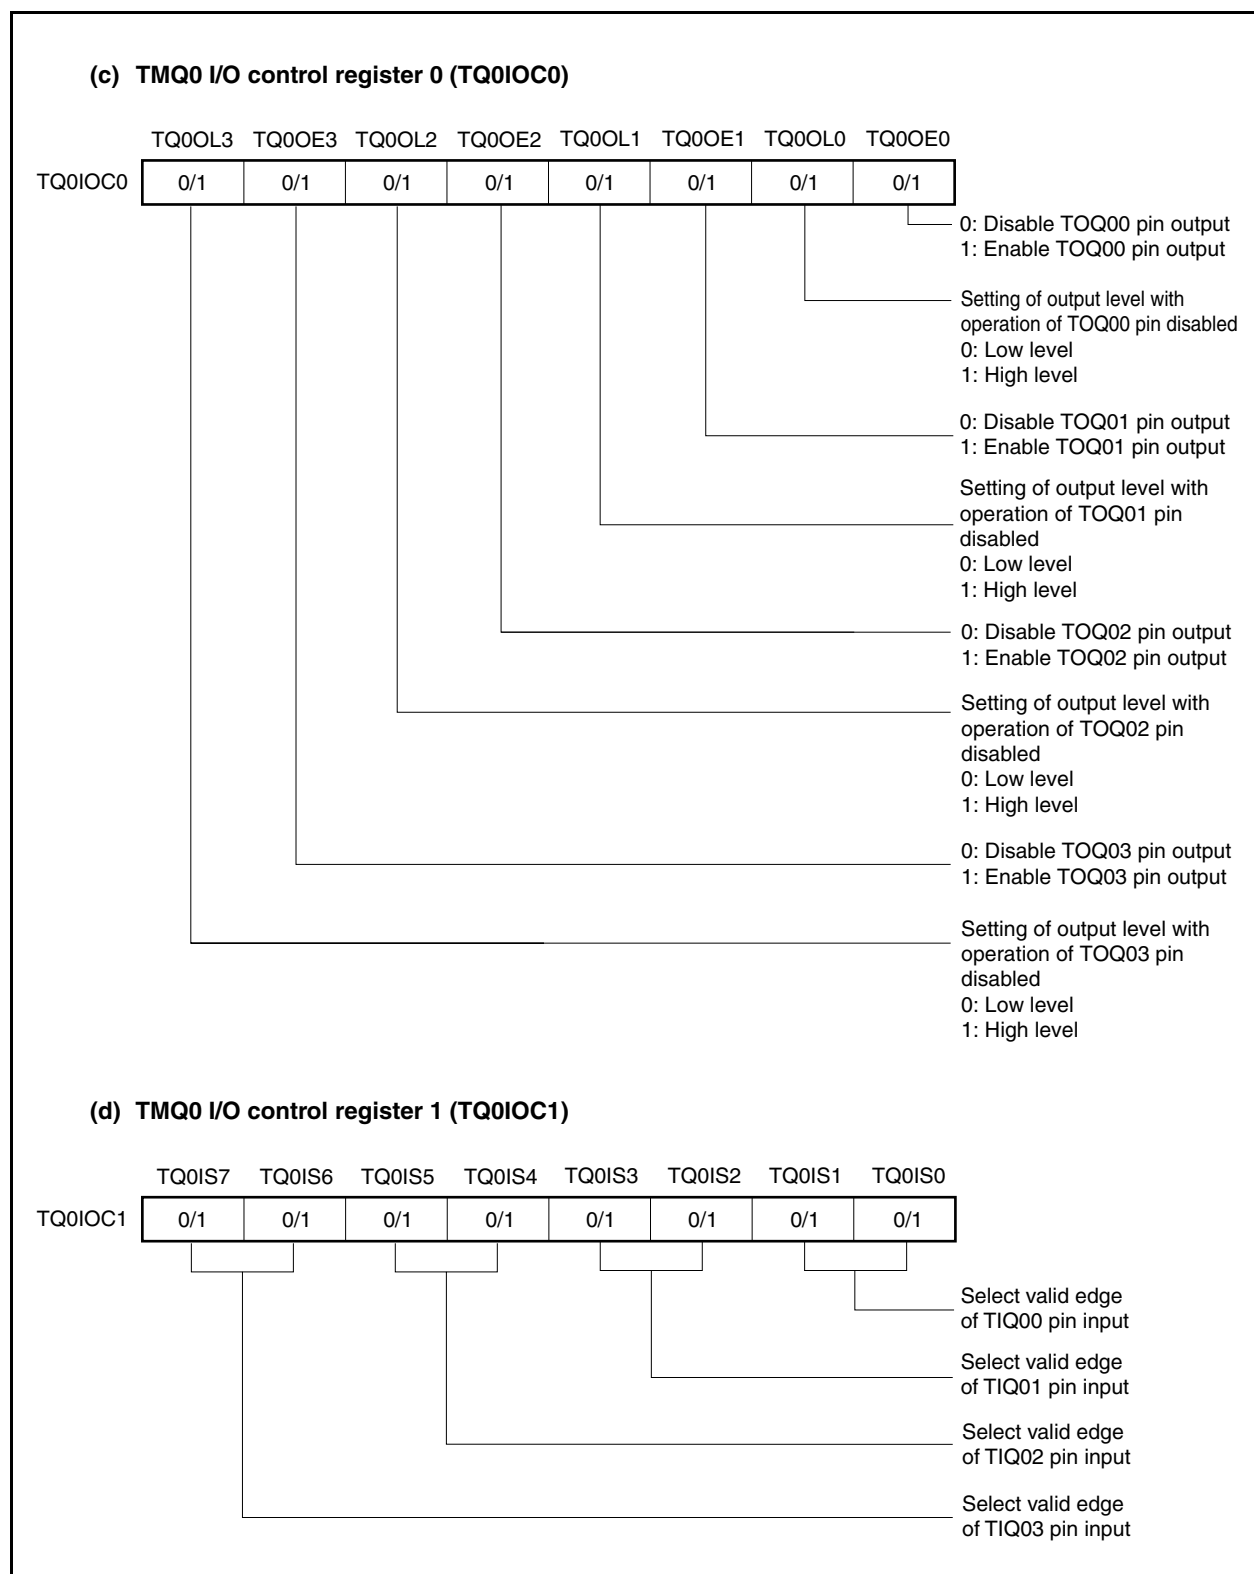 (c) TMQ0 I/O control register 0 (TQ0IOC0)
TQ0OL3 TQ0OE3 TQ0OL2 TQ0OE2 TQ0OL1 TQ0OE1 TQ0OL0 TQ0OE0
TQ0IOC0 0/1 0/1 0/1 0/1 0/1 0/1 0/1 0/1
0: Disable TOQ00 pin output
1: Enable TOQ00 pin output
Setting of output level with
operation of TOQ00 pin disabled
0: Low level
1: High level
0: Disable TOQ01 pin output
1: Enable TOQ01 pin output
Setting of output level with
operation of TOQ01 pin
disabled
0: Low level
1: High level
0: Disable TOQ02 pin output
1: Enable TOQ02 pin output
Setting of output level with
operation of TOQ02 pin
disabled
0: Low level
1: High level
0: Disable TOQ03 pin output
1: Enable TOQ03 pin output
Setting of output level with
operation of TOQ03 pin
disabled
0: Low level
1: High level
(d) TMQ0 I/O control register 1 (TQ0IOC1)
TQ0IS7 TQ0IS6 TQ0IS5 TQ0IS4 TQ0IS3 TQ0IS2 TQ0IS1 TQ0IS0
TQ0IOC1 0/1 0/1 0/1 0/1 0/1 0/1 0/1 0/1
Select valid edge
of TIQ00 pin input
Select valid edge
of TIQ01 pin input
Select valid edge
of TIQ02 pin input
Select valid edge
of TIQ03 pin input